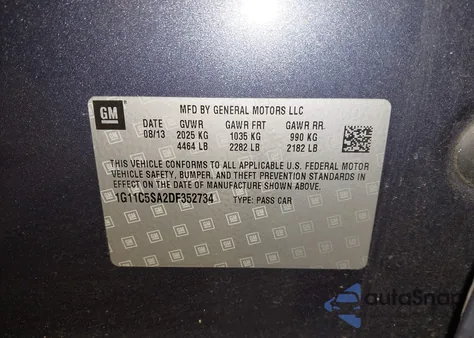 GM
MFD BY GENERAL MOTORS LLC
DATE GVWR GAWR FRT GAWR RR.
08/13 2025 KG 1035 KG 990 KG
4464 LB 2282 LB 2182 LB
THIS VEHICLE CONFORMS TO ALL APPLICABLE U.S. FEDERAL MOTOR
VEHICLE SAFETY, BUMPER, AND THEFT PREVENTION STANDARDS
IN EFFECT ON THE DATE OF MANUFACTURE SHOWN ABOVE.
1G11C5SA2DF352734 TYPE: PASS CAR
autoSnap